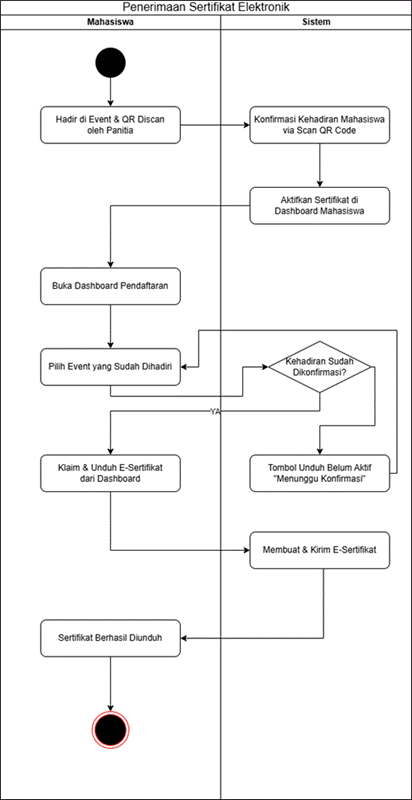 Penerimaan Sertifikat Elektronik
Mahasiswa
Sistem
Hadir di Event & QR Discan
oleh Panitia
Konfirmasi Kehadiran Mahasiswa
via Scan QR Code
Aktifkan Sertifikat di
Dashboard Mahasiswa
Buka Dashboard Pendaftaran
Pilih Event yang Sudah Dihadiri
Kehadiran Sudah
Dikonfirmasi?
YA
Klaim & Unduh E-Sertifikat
dari Dashboard
Tombol Unduh Belum Aktif
"Menunggu Konfirmasi"
Membuat & Kirim E-Sertifikat
Sertifikat Berhasil Diunduh